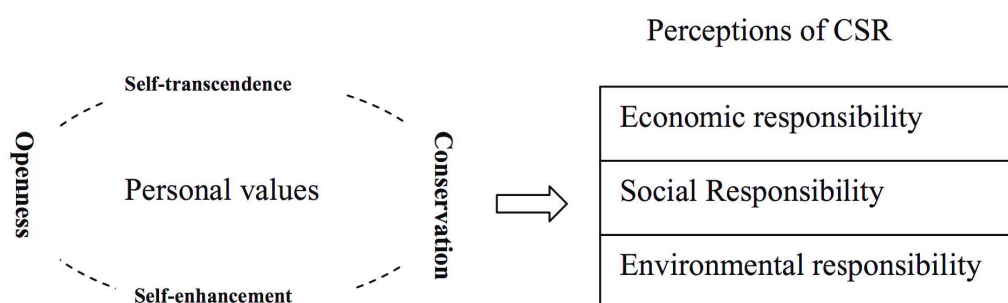 Perceptions of CSR
Self-transcendence
Openness
Personal values
Conservation
Self-enhancement
Economic responsibility
Social Responsibility
Environmental responsibility